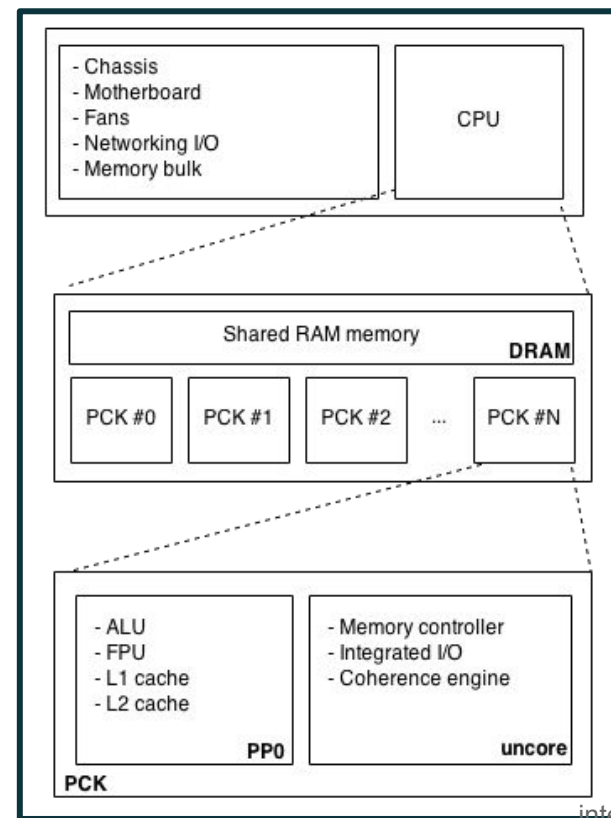 - Chassis
- Motherboard
- Fans
- Networking I/O
- Memory bulk
CPU
Shared RAM memory
DRAM
PCK #0
PCK #1
PCK #2
...
PCK #N
- ALU
- FPU
- L1 cache
- L2 cache
PP0
- Memory controller
- Integrated I/O
- Coherence engine
uncore
PCK